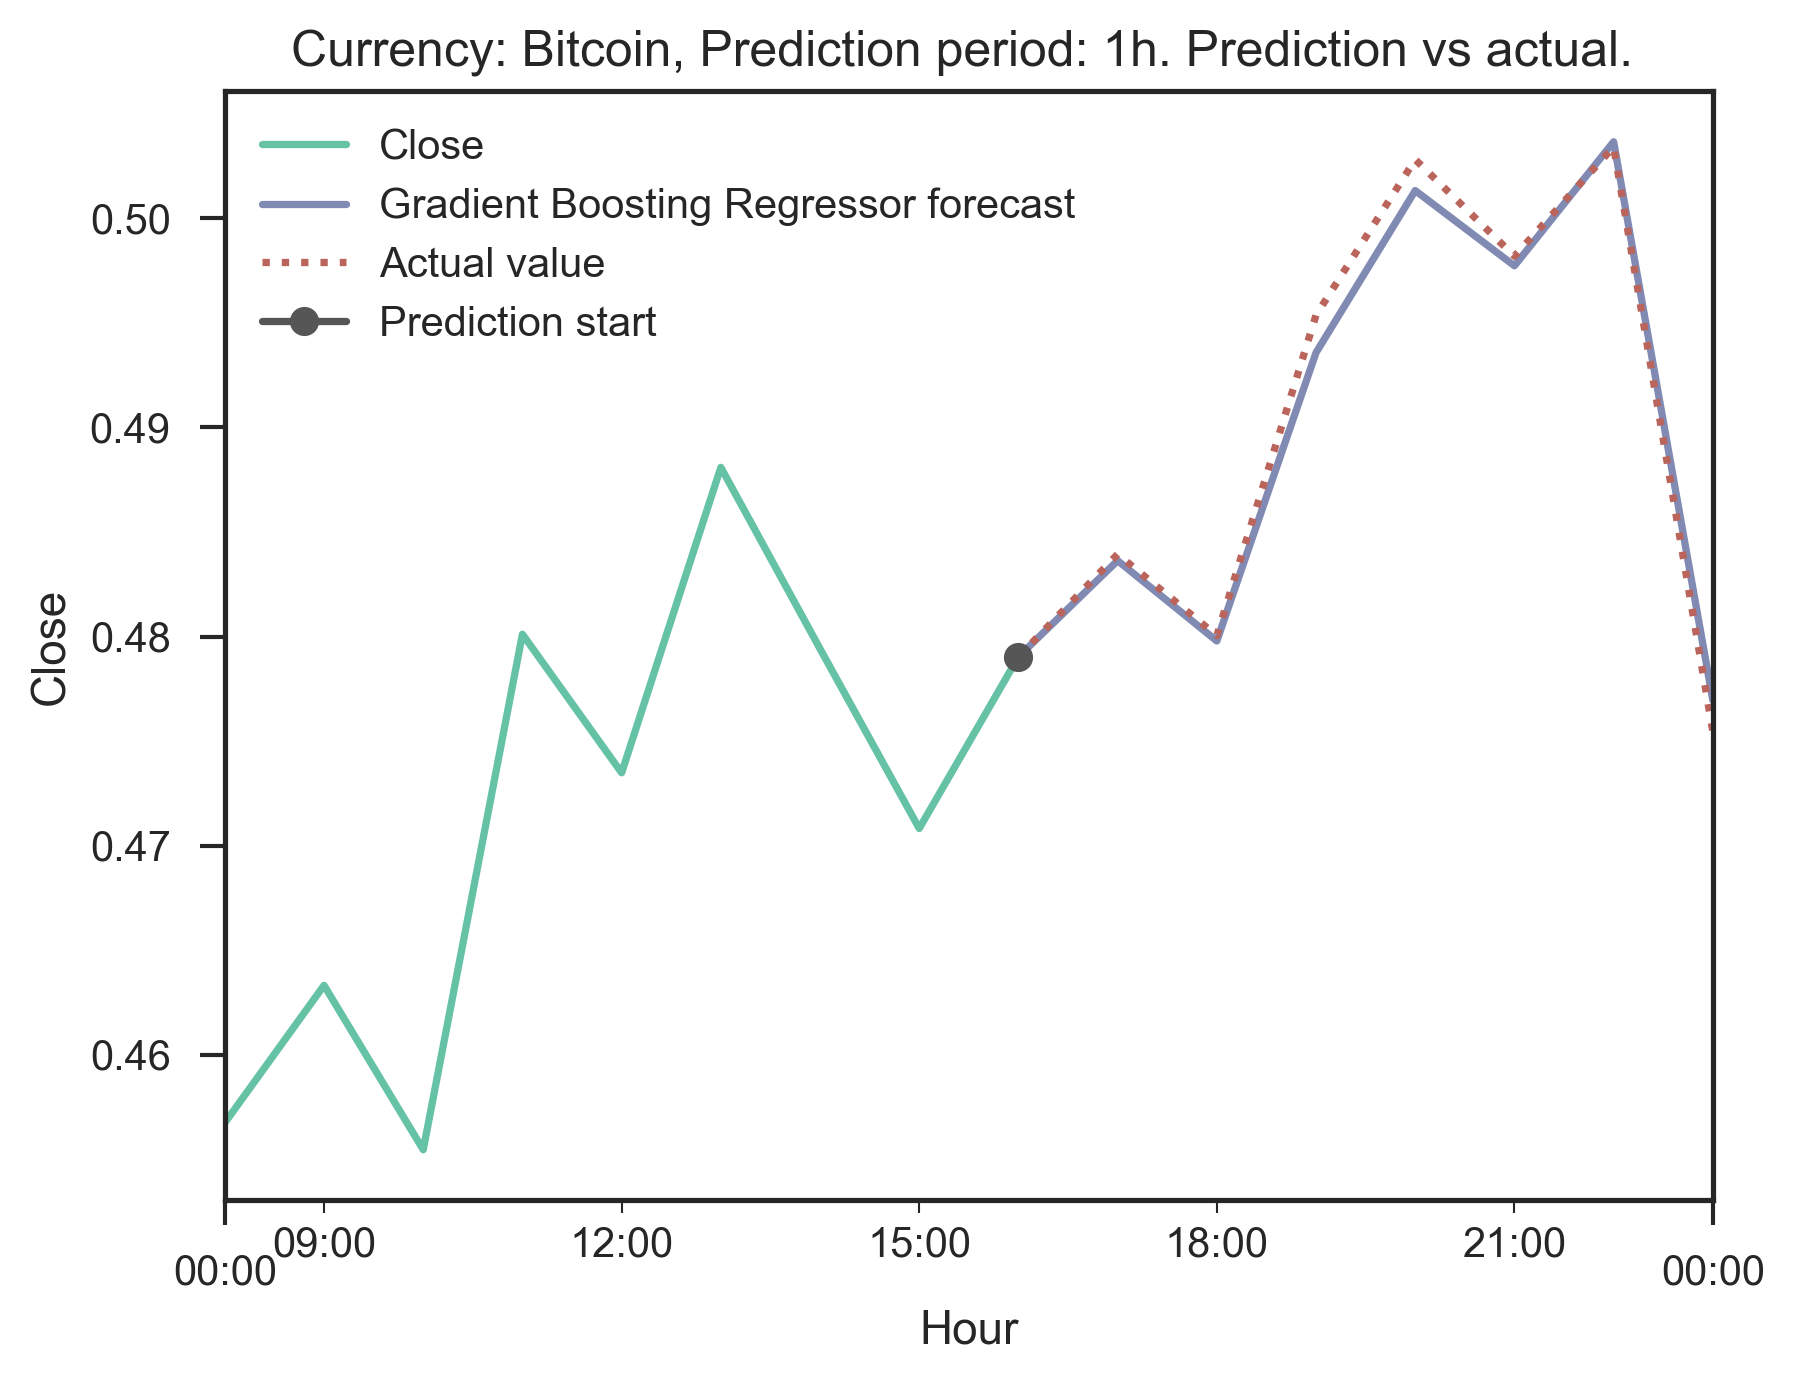 Currency: Bitcoin, Prediction period: 1h. Prediction vs actual.
Close
Gradient Boosting Regressor forecast
Actual value
Prediction start
0.50
0.49
0.48
0.47
0.46
Close
09:00 12:00 15:00 18:00 21:00
00:00 00:00
Hour